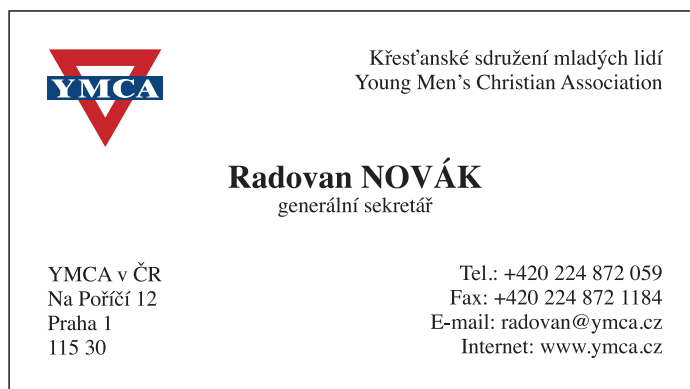 YMCA
Křesťanské sdružení mladých lidí
Young Men’s Christian Association
Radovan NOVÁK
generální sekretář
YMCA v ČR
Na Poříčí 12
Praha 1
115 30
Tel.: +420 224 872 059
Fax: +420 224 872 1184
E-mail: radovan@ymca.cz
Internet: www.ymca.cz